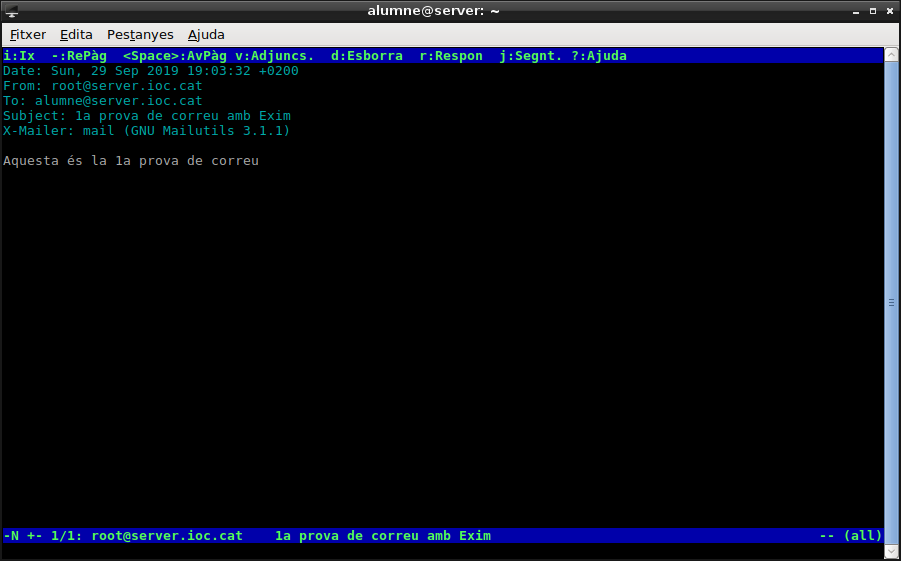 alumne@server: ~
Fitxer Edita Pestanyes Ajuda
i:Ix  -:RePàg  <Space>:AvPàg v:Adjuncs.  d:Esborra  r:Respon  j:Segnt. ?:Ajuda
Date: Sun, 29 Sep 2019 19:03:32 +0200
From: root@server.ioc.cat
To: alumne@server.ioc.cat
Subject: 1a prova de correu amb Exim
X-Mailer: mail (GNU Mailutils 3.1.1)
Aquesta és la 1a prova de correu
-N +- 1/1: root@server.ioc.cat    1a prova de correu amb Exim    -- (all)